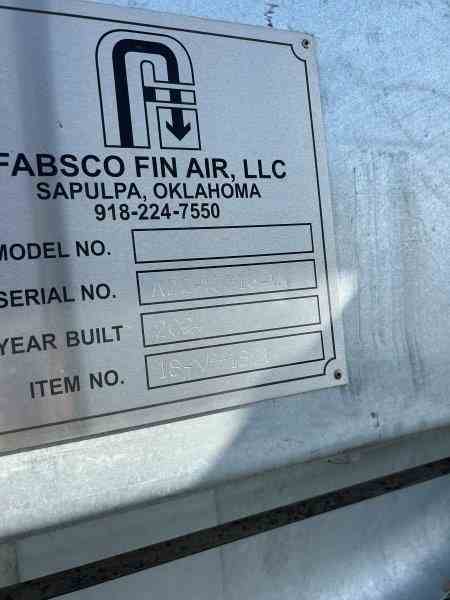 FABSCO FIN AIR, LLC
SAPULPA, OKLAHOMA
918-224-7550
MODEL NO.
SERIAL NO.
YEAR BUILT
ITEM NO.